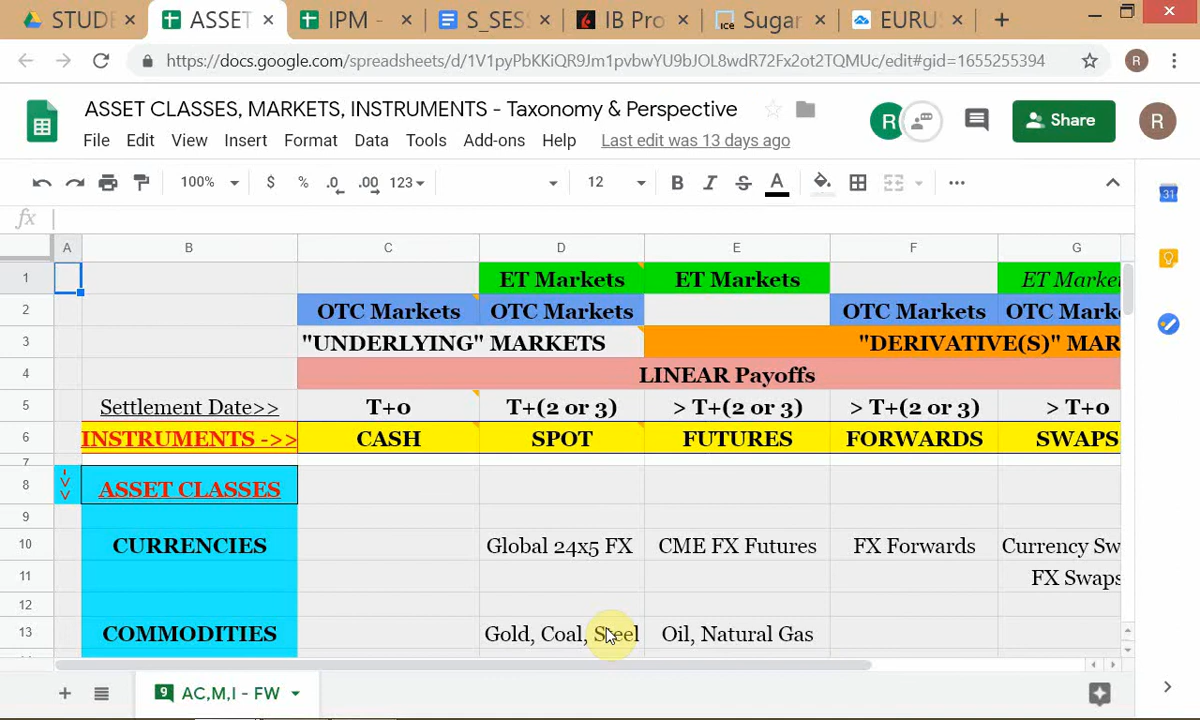 STUDE ASSET IPM - S_SES IB Pro Sugar EURUS
https://docs.google.com/spreadsheets/d/1V1pyPbKKiQR9Jm1pvbwYU9bJOL8wdR72Fx2ot2TQMUc/edit#gid=1655255394 R
ASSET CLASSES, MARKETS, INSTRUMENTS - Taxonomy & Perspective
File Edit View Insert Format Data Tools Add-ons Help Last edit was 13 days ago
R Share R
100% $ % .0 .00 123 12 B I S A
31
fx
A B C D E F G
1 ET Markets ET Markets ET Market
2 OTC Markets OTC Markets OTC Markets OTC Mark
3 "UNDERLYING" MARKETS "DERIVATIVE(S)" MAR
4 LINEAR Payoffs
5 Settlement Date>> T+0 T+(2 or 3) > T+(2 or 3) > T+(2 or 3) > T+0
6 INSTRUMENTS ->> CASH SPOT FUTURES FORWARDS SWAPS
7
8 ASSET CLASSES
9
10 CURRENCIES Global 24x5 FX CME FX Futures FX Forwards Currency Sw
11 FX Swaps
12
13 COMMODITIES Gold, Coal, Steel Oil, Natural Gas
9 AC,M,I - FW